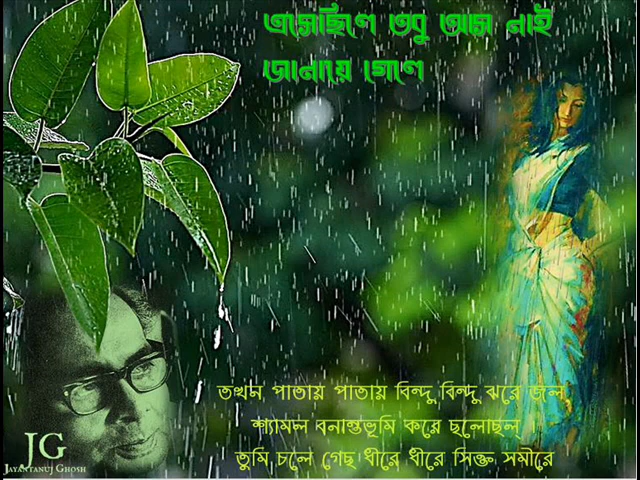 এসেছিলে তবু আস নাই
জানায়ে গেলে
তখন পাতায় পাতায় বিন্দু বিন্দু ঝরে জল,
শ্যামল বনান্তভূমি করে ছলোছল্
তুমি চলে গেছ ধীরে ধীরে সিক্ত সমীরে
JG
JAYANTANUJ GHOSH